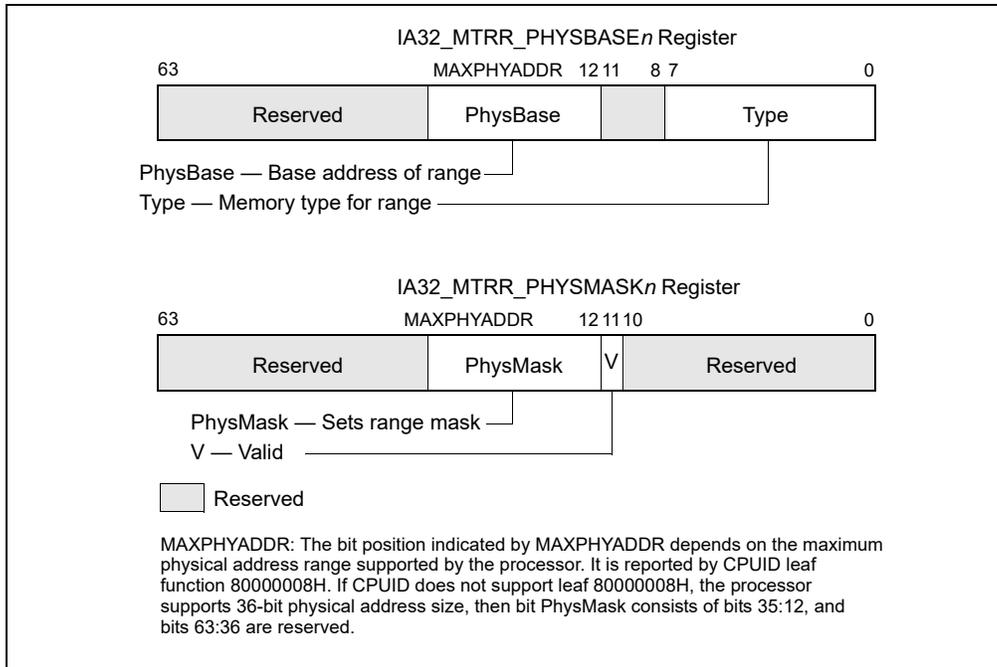 IA32_MTRR_PHYSBASEn Register
63 MAXPHYADDR 12 11 8 7 0
Reserved PhysBase Type
PhysBase — Base address of range
Type — Memory type for range
IA32_MTRR_PHYSMASKn Register
63 MAXPHYADDR 12 11 10 0
Reserved PhysMask V Reserved
PhysMask — Sets range mask
V — Valid
Reserved
MAXPHYADDR: The bit position indicated by MAXPHYADDR depends on the maximum
physical address range supported by the processor. It is reported by CPUID leaf
function 80000008H. If CPUID does not support leaf 80000008H, the processor
supports 36-bit physical address size, then bit PhysMask consists of bits 35:12, and
bits 63:36 are reserved.